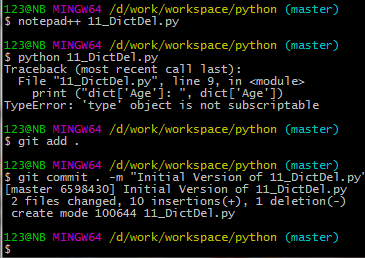 123@NB MINGW64 /d/work/workspace/python (master)
$ notepad++ 11_DictDel.py

123@NB MINGW64 /d/work/workspace/python (master)
$ python 11_DictDel.py
Traceback (most recent call last):
  File "11_DictDel.py", line 9, in <module>
    print ("dict['Age']: ", dict['Age'])
TypeError: 'type' object is not subscriptable

123@NB MINGW64 /d/work/workspace/python (master)
$ git add .

123@NB MINGW64 /d/work/workspace/python (master)
$ git commit . -m "Initial Version of 11_DictDel.py"
[master 6598430] Initial Version of 11_DictDel.py
 2 files changed, 10 insertions(+), 1 deletion(-)
 create mode 100644 11_DictDel.py

123@NB MINGW64 /d/work/workspace/python (master)
$